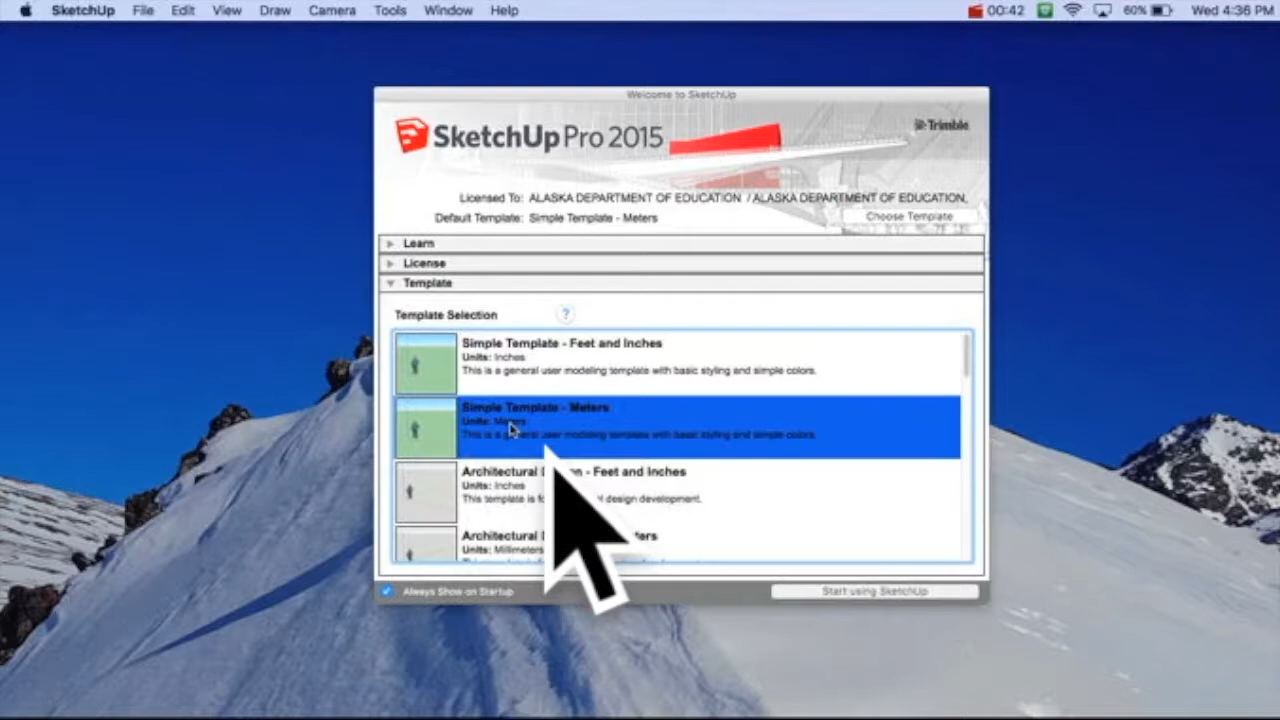 SketchUp File Edit View Draw Camera Tools Window Help 00:42 60% Wed 4:36 PM
Welcome to SketchUp
SketchUp Pro 2015
Trimble
Licensed To: ALASKA DEPARTMENT OF EDUCATION / ALASKA DEPARTMENT OF EDUCATION,
Default Template: Simple Template - Meters
Choose Template
Learn
License
Template
Template Selection ?
Simple Template - Feet and Inches
Units: Inches
This is a general user modeling template with basic styling and simple colors.
Simple Template - Meters
Units: Meters
This is a general user modeling template with basic styling and simple colors.
Architectural - Feet and Inches
Units: Inches
This template is design development.
Architectural
Units: Millimeters
Always Show on Startup
Start using SketchUp